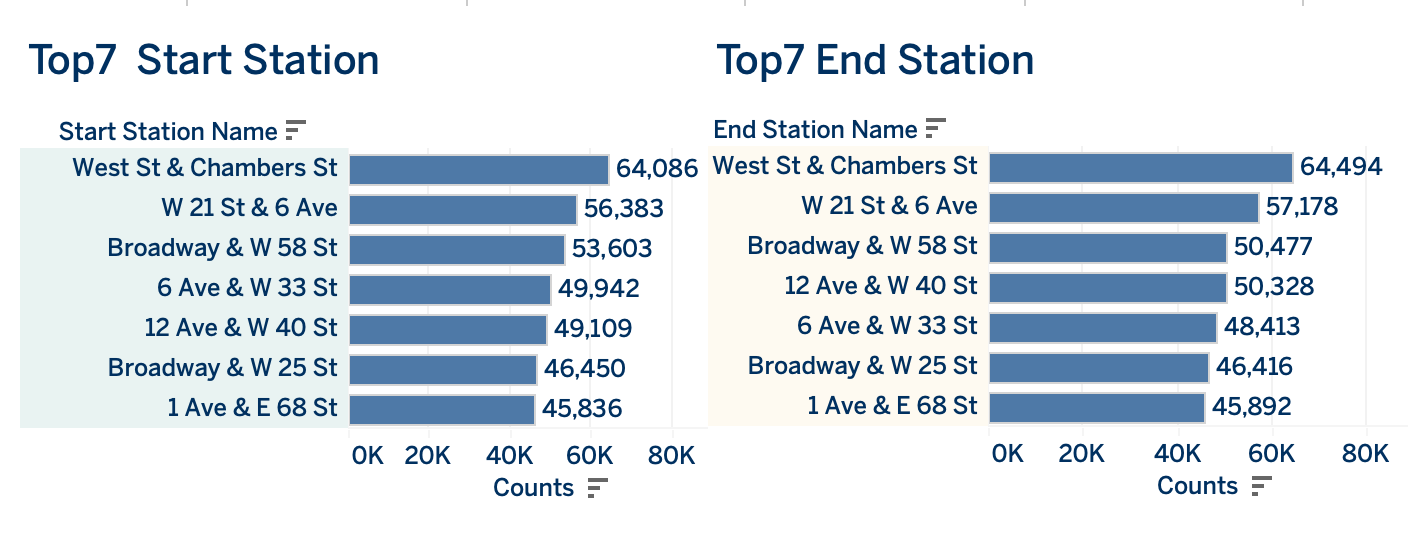 Top7  Start Station
Start Station Name
West St & Chambers St 64,086
W 21 St & 6 Ave 56,383
Broadway & W 58 St 53,603
6 Ave & W 33 St 49,942
12 Ave & W 40 St 49,109
Broadway & W 25 St 46,450
1 Ave & E 68 St 45,836
0K 20K 40K 60K 80K
Counts
Top7 End Station
End Station Name
West St & Chambers St 64,494
W 21 St & 6 Ave 57,178
Broadway & W 58 St 50,477
12 Ave & W 40 St 50,328
6 Ave & W 33 St 48,413
Broadway & W 25 St 46,416
1 Ave & E 68 St 45,892
0K 20K 40K 60K 80K
Counts